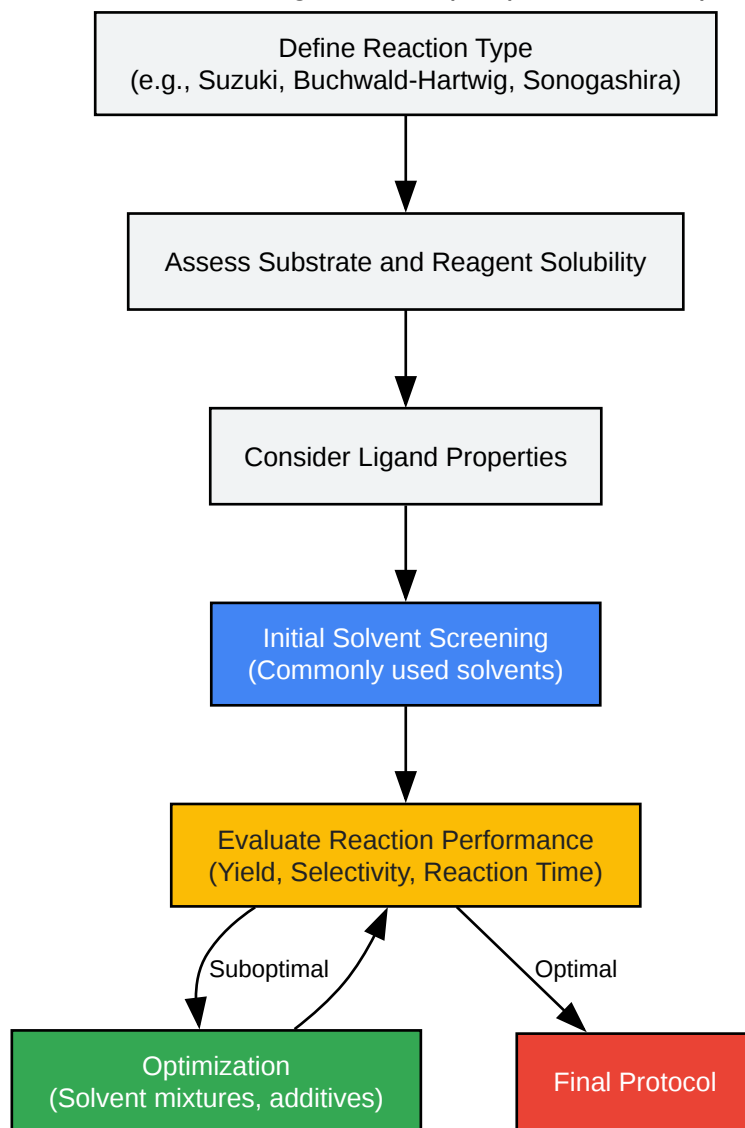 Define Reaction Type
(e.g., Suzuki, Buchwald-Hartwig, Sonogashira)
Assess Substrate and Reagent Solubility
Consider Ligand Properties
Initial Solvent Screening
(Commonly used solvents)
Evaluate Reaction Performance
(Yield, Selectivity, Reaction Time)
Suboptimal
Optimal
Optimization
(Solvent mixtures, additives)
Final Protocol